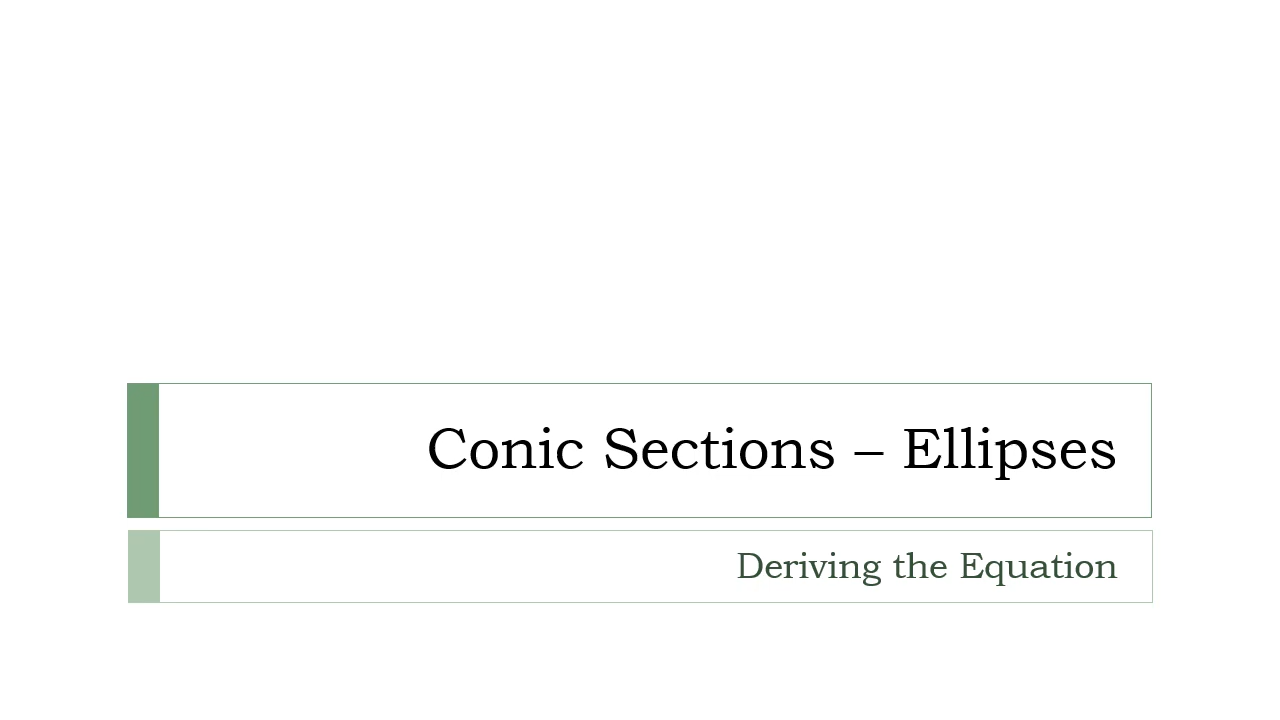 Conic Sections – Ellipses
Deriving the Equation